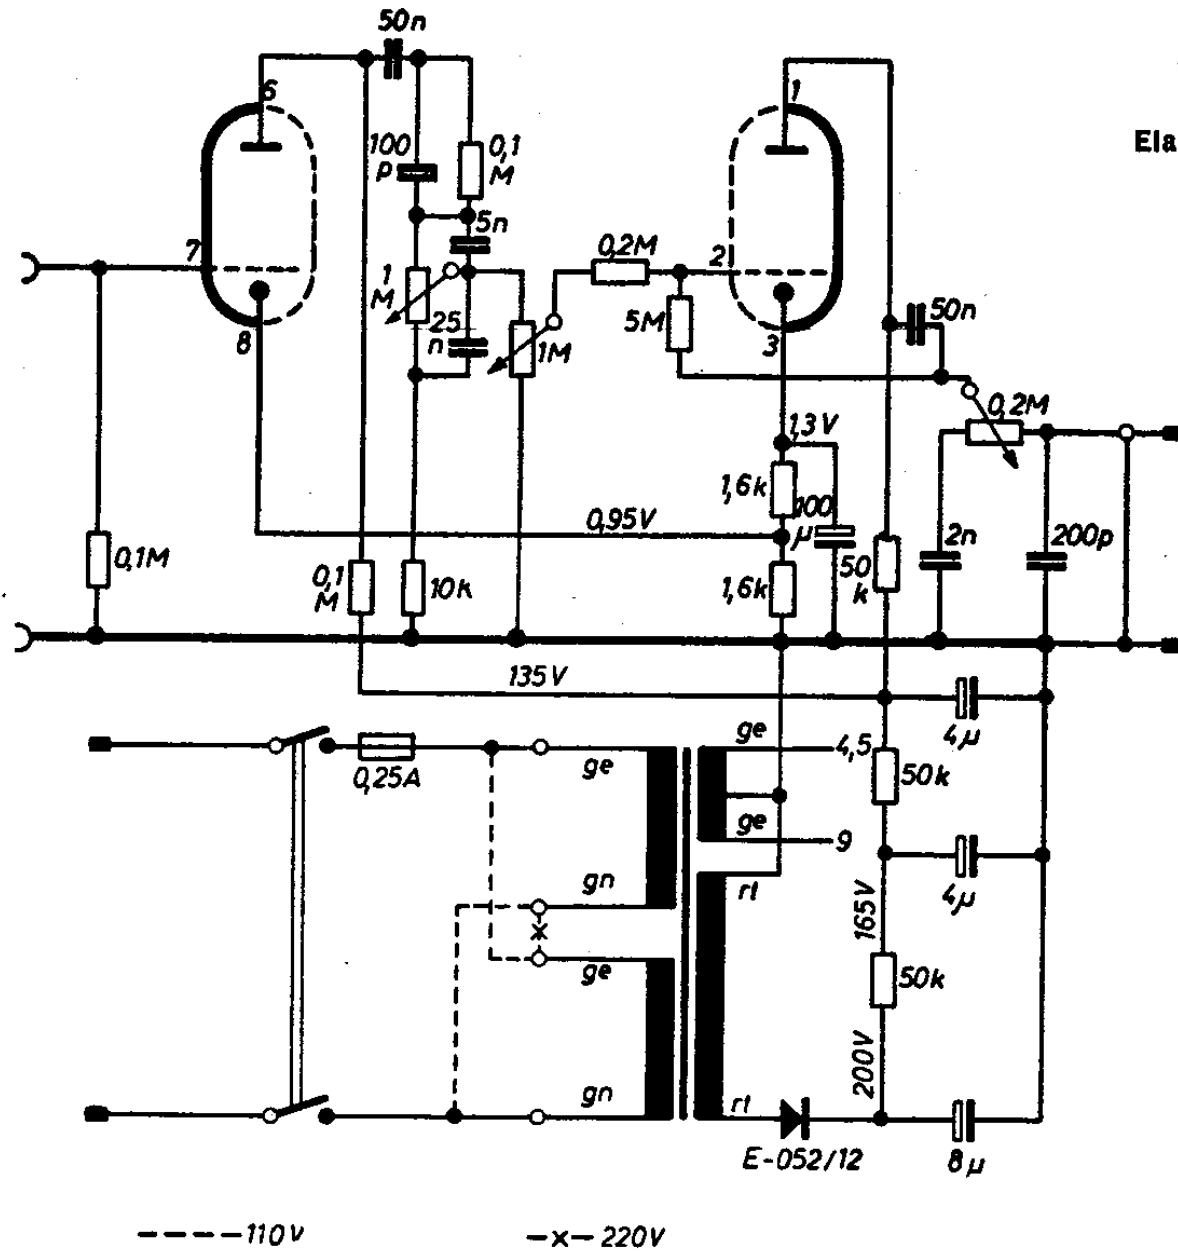 50n
6
1
100
p
0,1
M
Ela
7
5n
0,2M
2
1
M
25
n
8
1M
5M
3
50n
0,2M
1,3V
1,6k
100
µ
0,95V
2n
200p
0,1M
0,1
M
10k
1,6k
50
k
135V
4µ
ge
4,5
ge
0,25A
50k
ge
9
gn
rt
4µ
165V
ge
50k
200V
gn
rt
E-052/12
8µ
110V
x
220V